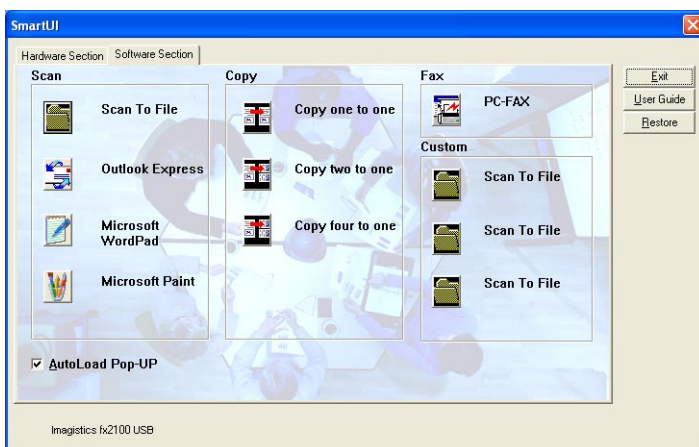 SmartUI
Hardware Section
Software Section
Scan
Scan To File
Outlook Express
Microsoft
WordPad
Microsoft Paint
Copy
Copy one to one
Copy two to one
Copy four to one
Fax
PC-FAX
Custom
Scan To File
Scan To File
Scan To File
Exit
User Guide
Restore
AutoLoad Pop-UP
Imagistics fx2100 USB